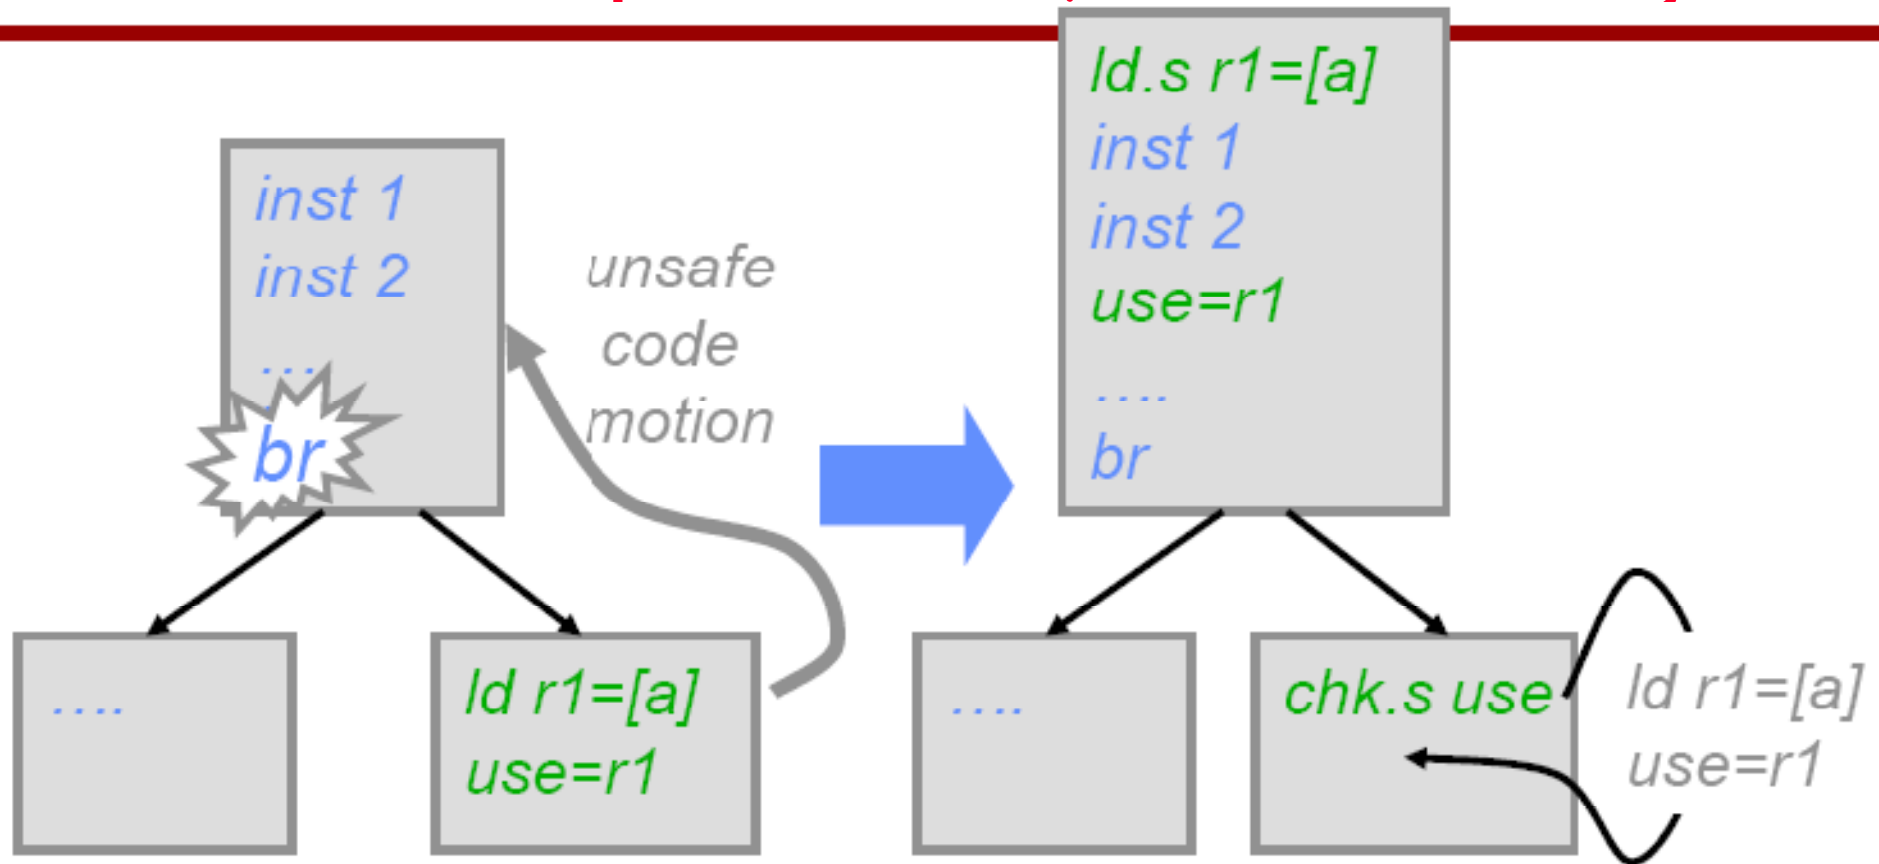 inst 1
inst 2
...
br
unsafe
code
motion
....
ld r1=[a]
use=r1
ld.s r1=[a]
inst 1
inst 2
use=r1
....
br
....
chk.s use
ld r1=[a]
use=r1